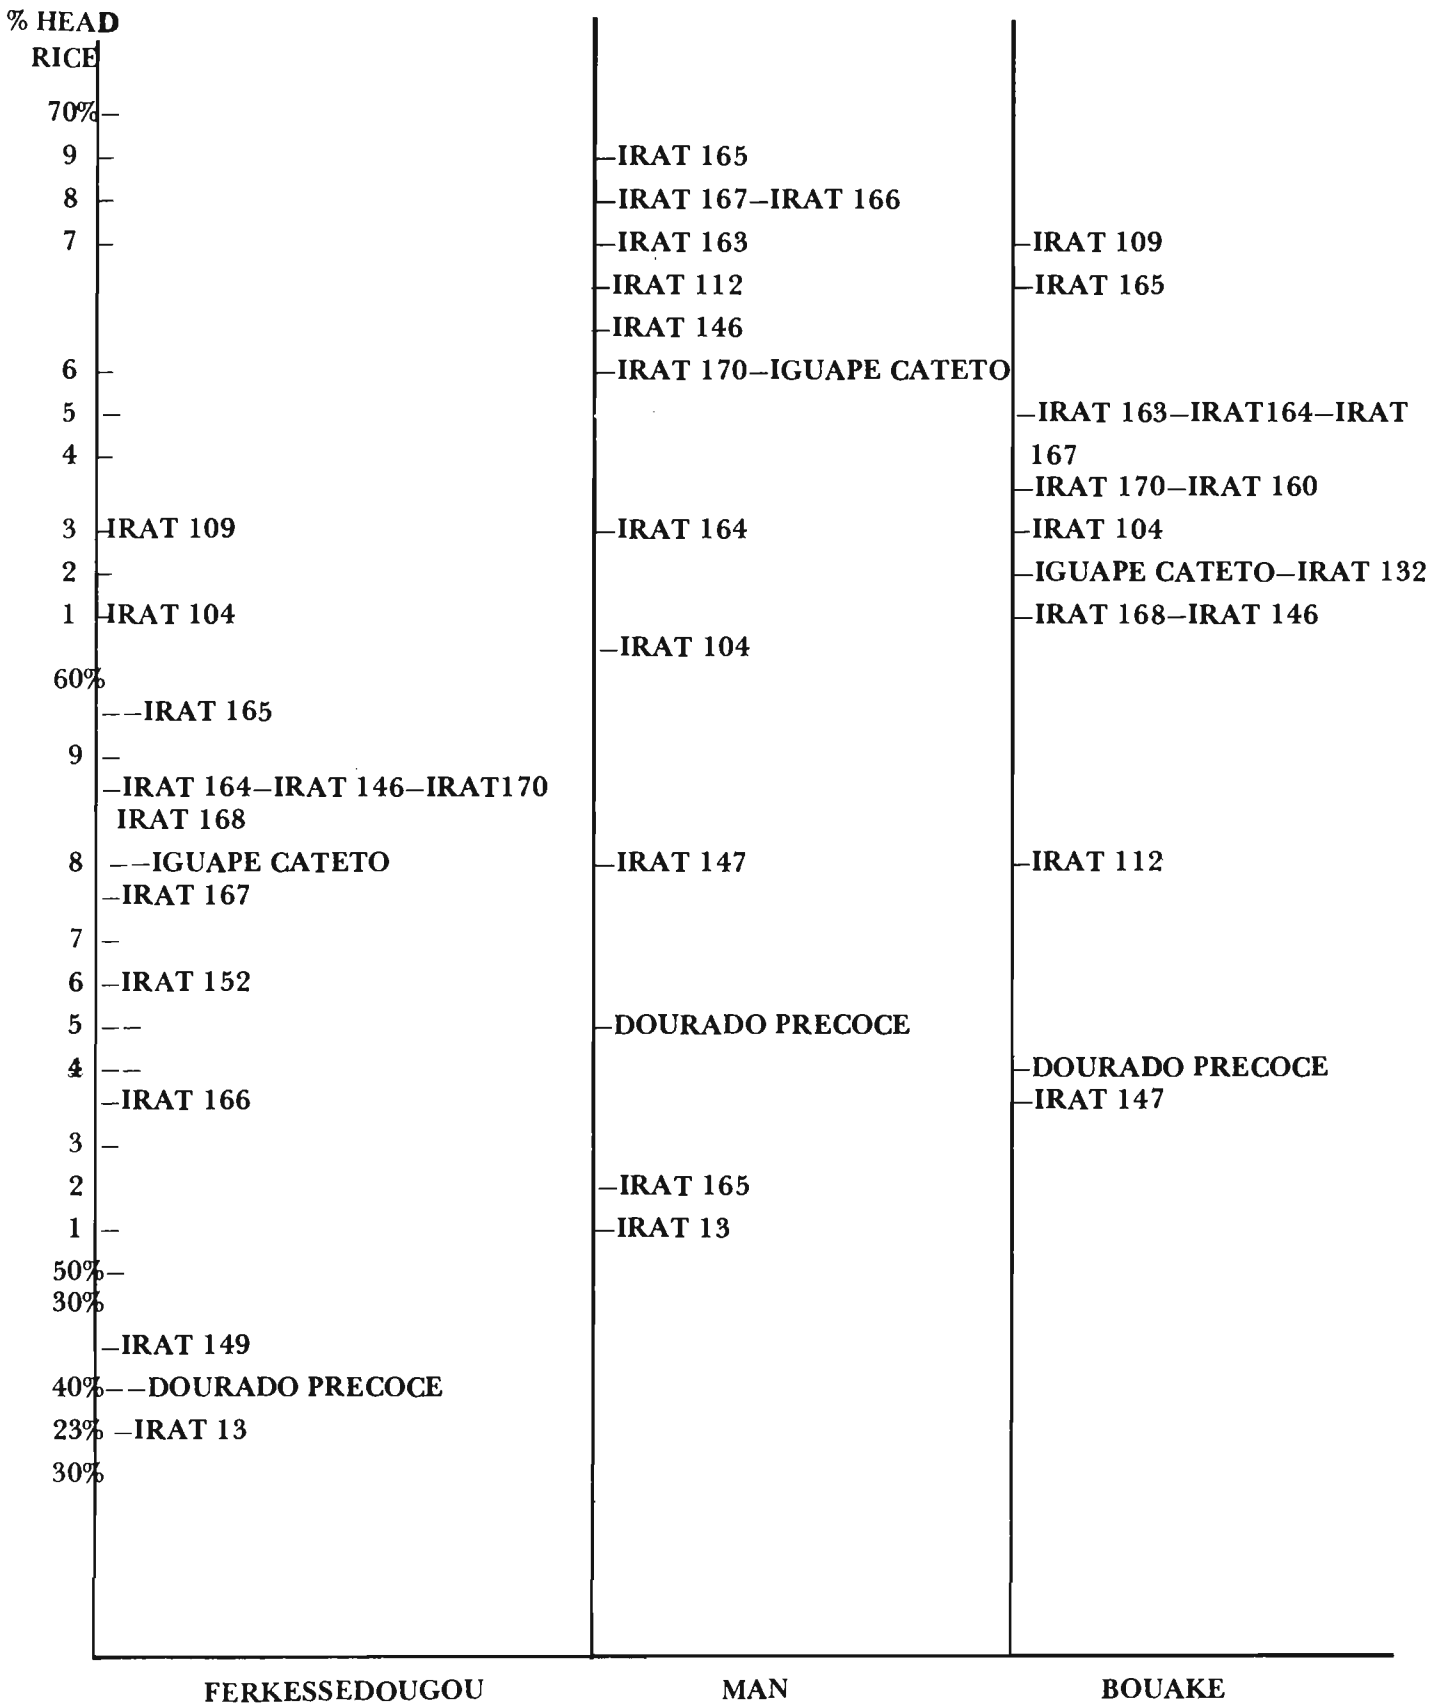 % HEAD
RICE
70%
9 IRAT 165
8 IRAT 167–IRAT 166
7 IRAT 163 IRAT 109
IRAT 112 IRAT 165
IRAT 146
6 IRAT 170–IGUAPE CATETO
5 IRAT 163–IRAT164–IRAT
4 167
IRAT 170–IRAT 160
3 IRAT 109 IRAT 164 IRAT 104
2 IGUAPE CATETO–IRAT 132
1 IRAT 104 IRAT 168–IRAT 146
IRAT 104
60%
IRAT 165
9
IRAT 164–IRAT 146–IRAT170
IRAT 168
8 IGUAPE CATETO IRAT 147 IRAT 112
IRAT 167
7
6 IRAT 152
5 DOURADO PRECOCE
4 DOURADO PRECOCE
IRAT 166 IRAT 147
3
2 IRAT 165
1 IRAT 13
50%
30%
IRAT 149
40% DOURADO PRECOCE
23% IRAT 13
30%
FERKESSEDOUGOU MAN BOUAKE